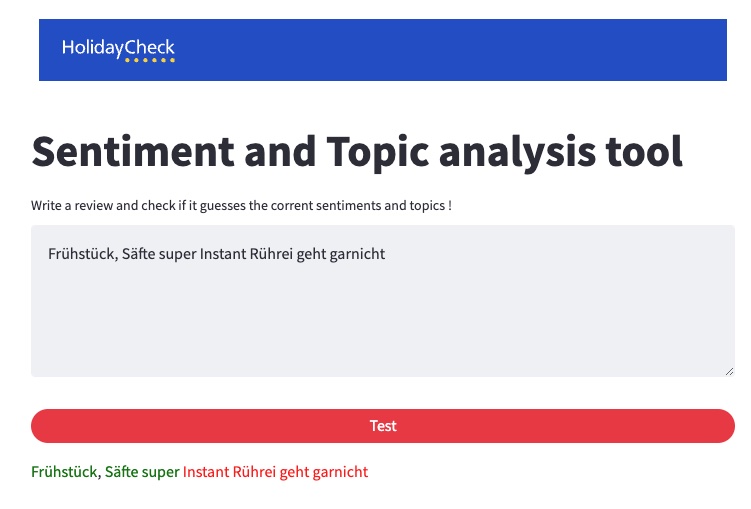 HolidayCheck
Sentiment and Topic analysis tool
Write a review and check if it guesses the corrent sentiments and topics !
Frühstück, Säfte super Instant Rührei geht garnicht
Test
Frühstück, Säfte super Instant Rührei geht garnicht